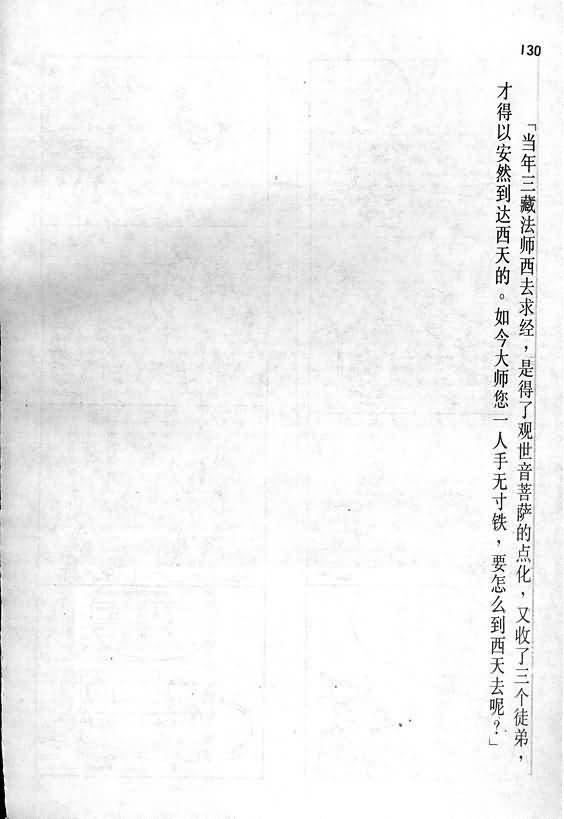 130
「当年三藏法师西去求经，是得了观世音菩萨的点化，又收了三个徒弟，
才得以安然到达西天的。如今大师您一人手无寸铁，要怎么到西天去呢？」